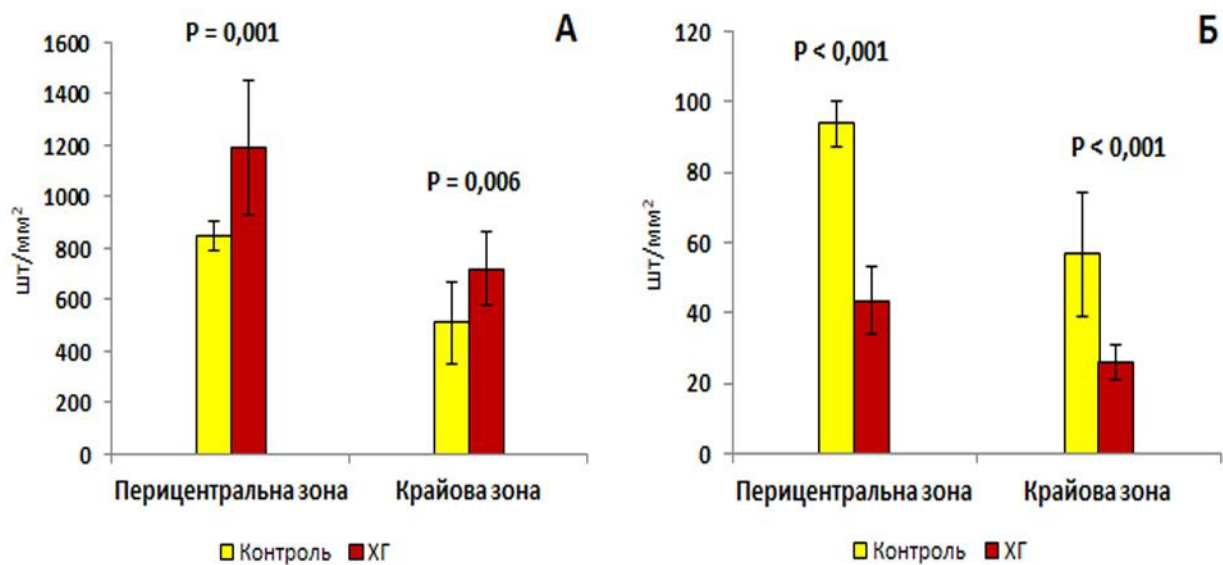 А
P = 0,001
P = 0,006
1600
1400
1200
1000
800
600
400
200
0
шт/мм²
Перицентральна зона
Крайова зона
Контроль
ХГ
Б
P < 0,001
P < 0,001
120
100
80
60
40
20
0
шт/мм²
Перицентральна зона
Крайова зона
Контроль
ХГ